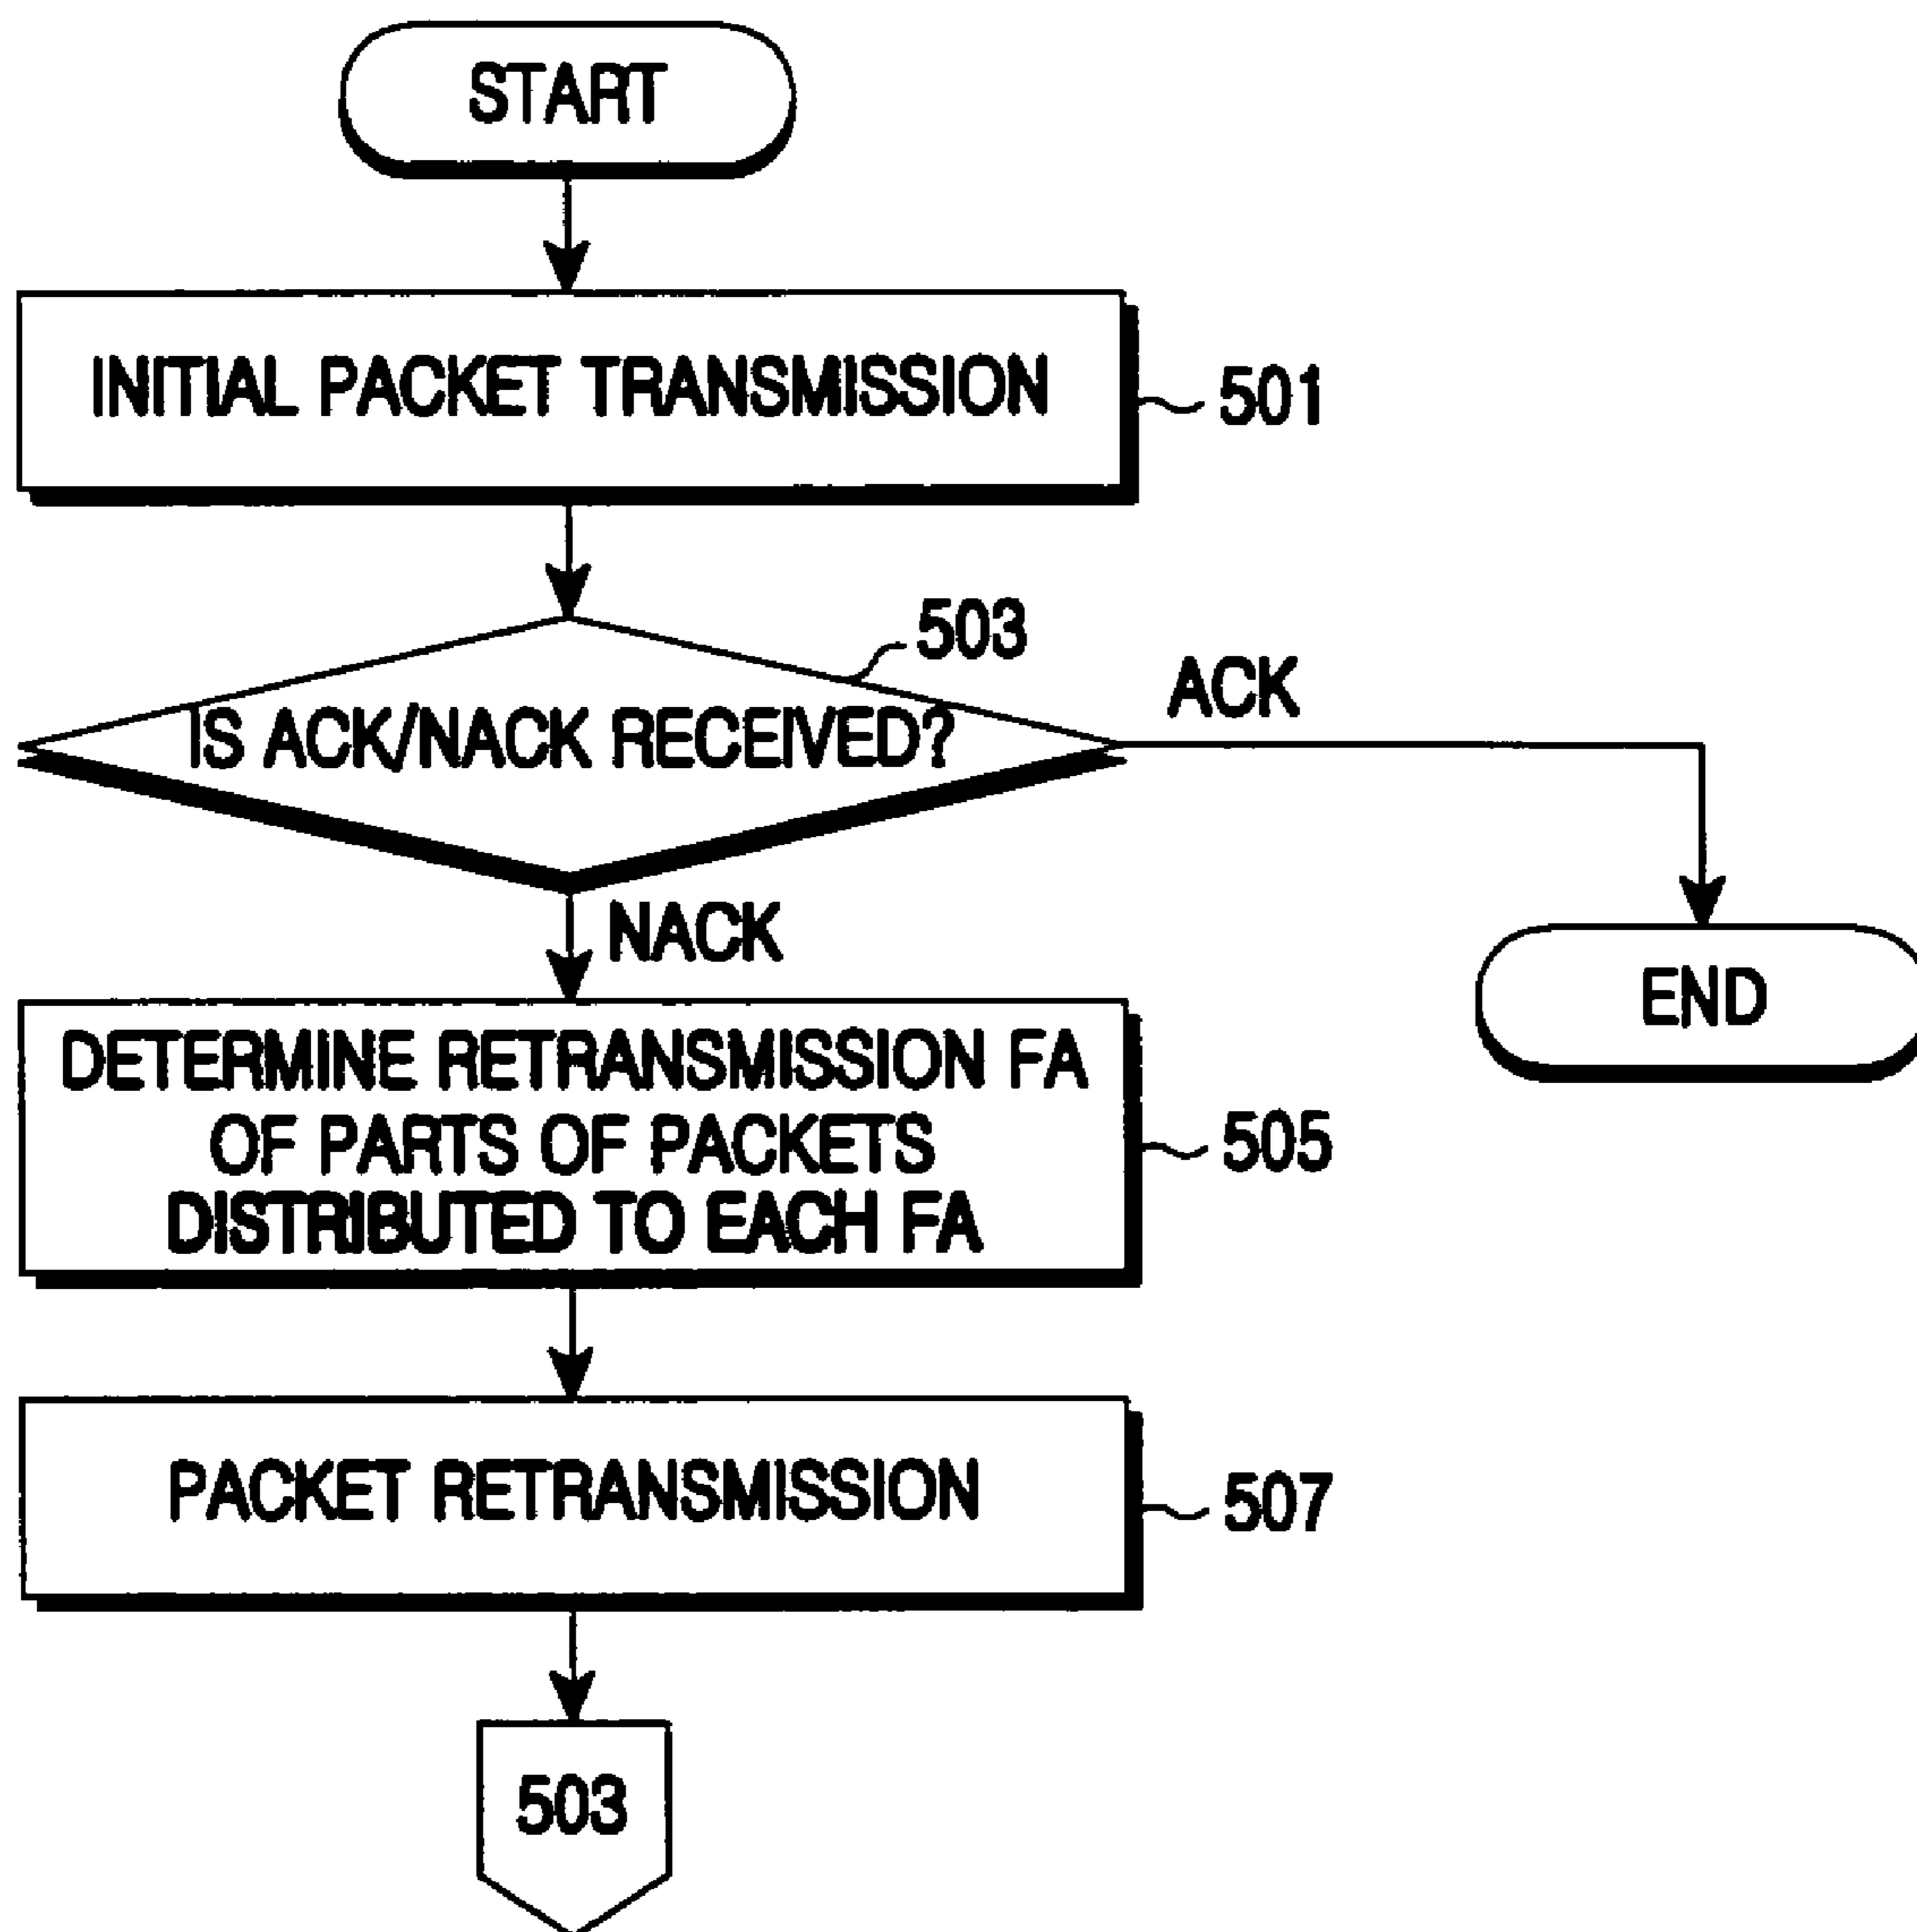 START
INITIAL PACKET TRANSMISSION
501
503
ACK
IS ACK/NACK RECEIVED?
NACK
END
DETERMINE RETRANSMISSION FA
OF PARTS OF PACKETS
DISTRIBUTED TO EACH FA
505
PACKET RETRANSMISSION
507
503